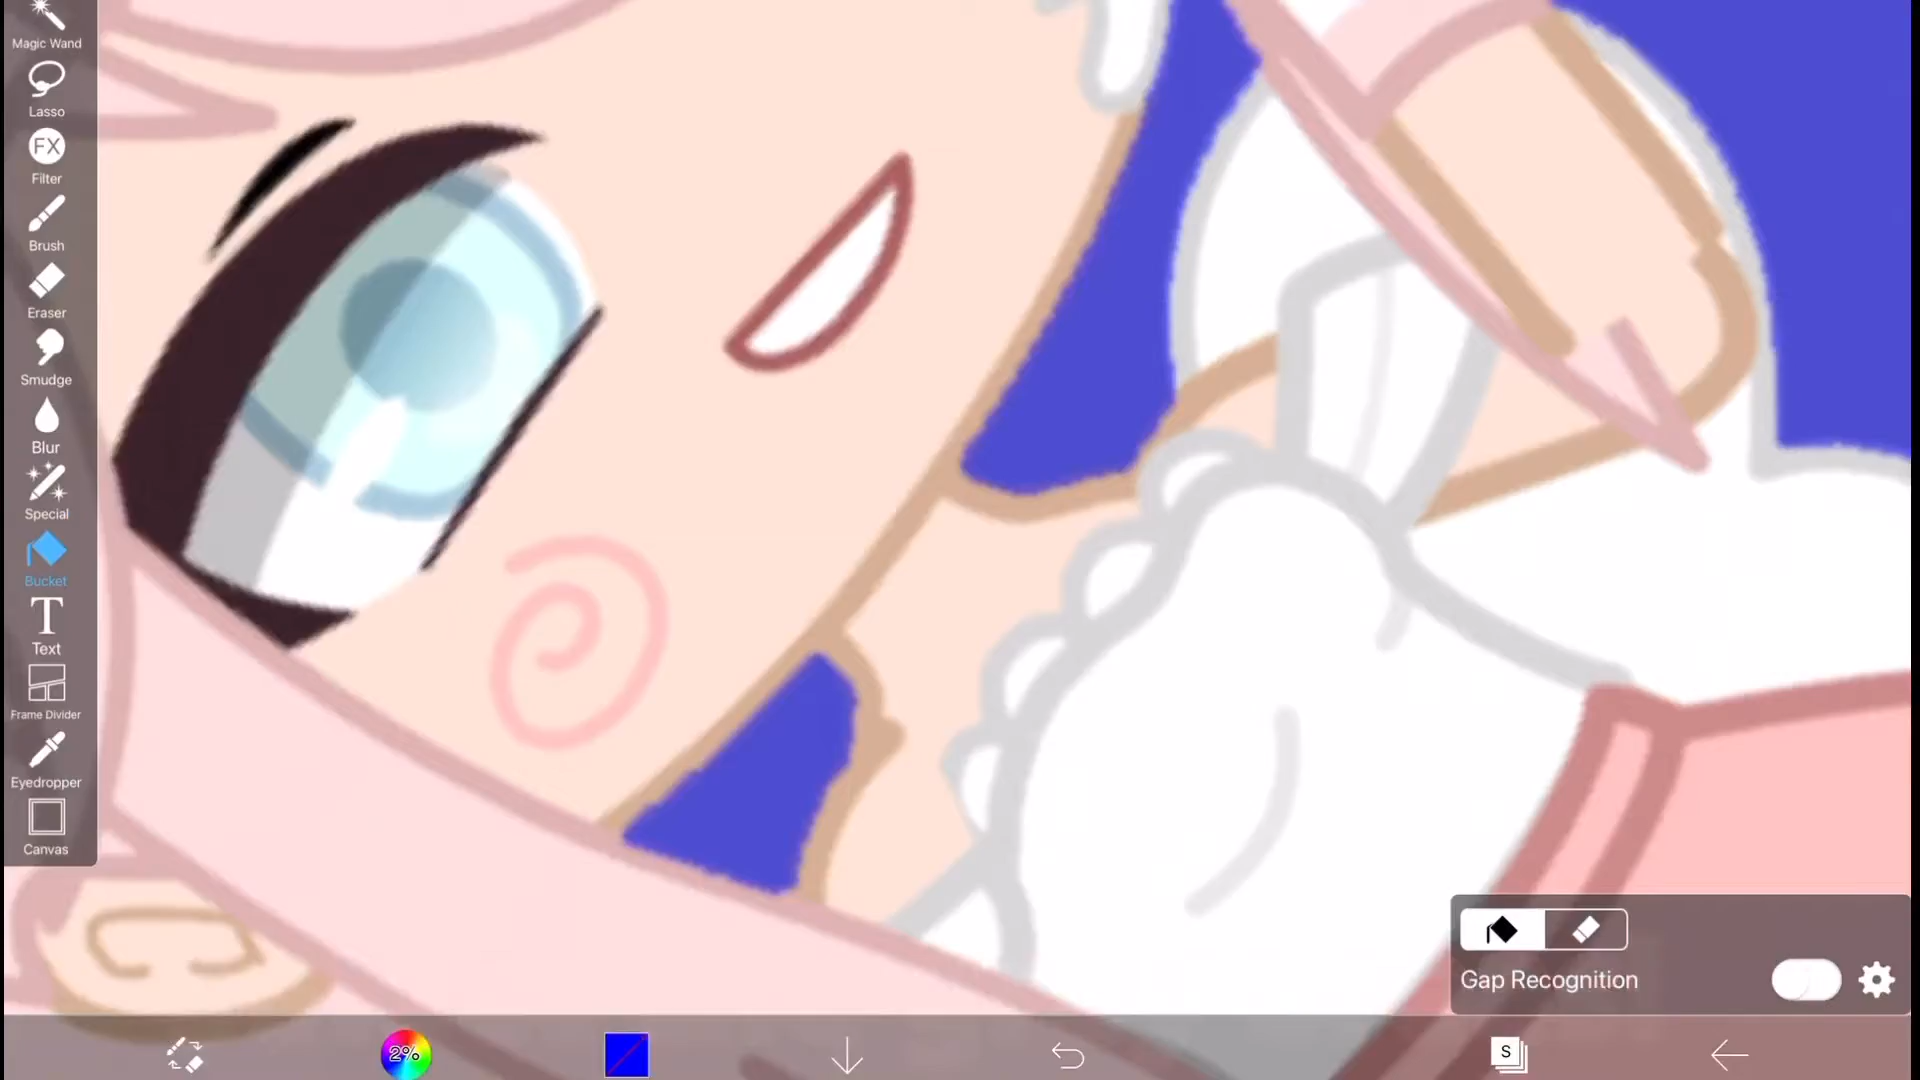 Magic Wand
Lasso
FX
Filter
Brush
Eraser
Smudge
Blur
Special
Bucket
T
Text
Frame Divider
Eyedropper
Canvas
Gap Recognition
2%
S